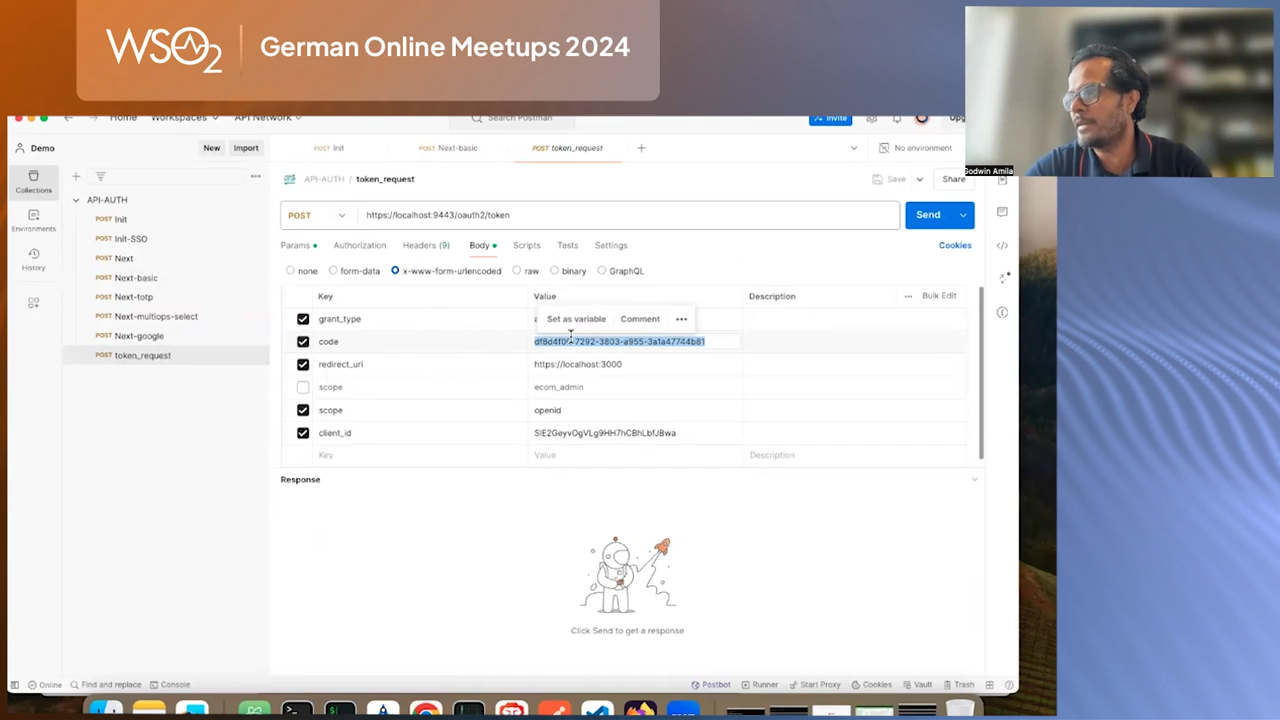 WSO2
German Online Meetups 2024
Godwin Amila
Home Workspaces API Network Search Postman Invite
Demo New Import POST Init POST Next-basic POST token_request No environment
Collections
Environments
History
API-AUTH
POST Init
POST Init-SSO
POST Next
POST Next-basic
POST Next-totp
POST Next-multiops-select
POST Next-google
POST token_request
HTTP API-AUTH / token_request Save Share
POST https://localhost:9443/oauth2/token Send
Params Authorization Headers (9) Body Scripts Tests Settings Cookies
none form-data x-www-form-urlencoded raw binary GraphQL
Key Value Description Bulk Edit
Set as variable Comment
grant_type
code
redirect_uri https://localhost:3000
scope ecom_admin
scope openid
client_id
Key Value Description
Response
Click Send to get a response
Online Find and replace Console Postbot Runner Start Proxy Cookies Vault Trash